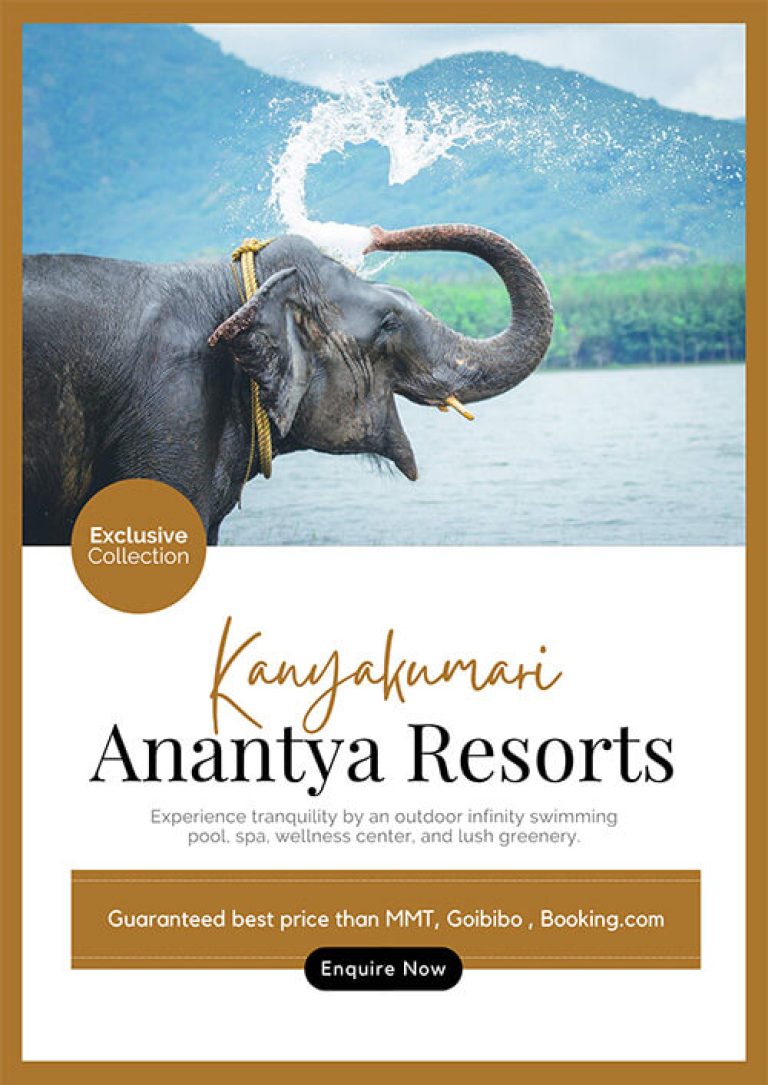 Exclusive
Collection
Kanyakumari
Anantya Resorts
Experience tranquility by an outdoor infinity swimming
pool, spa, wellness center, and lush greenery.
Guaranteed best price than MMT, Goibibo , Booking.com
Enquire Now